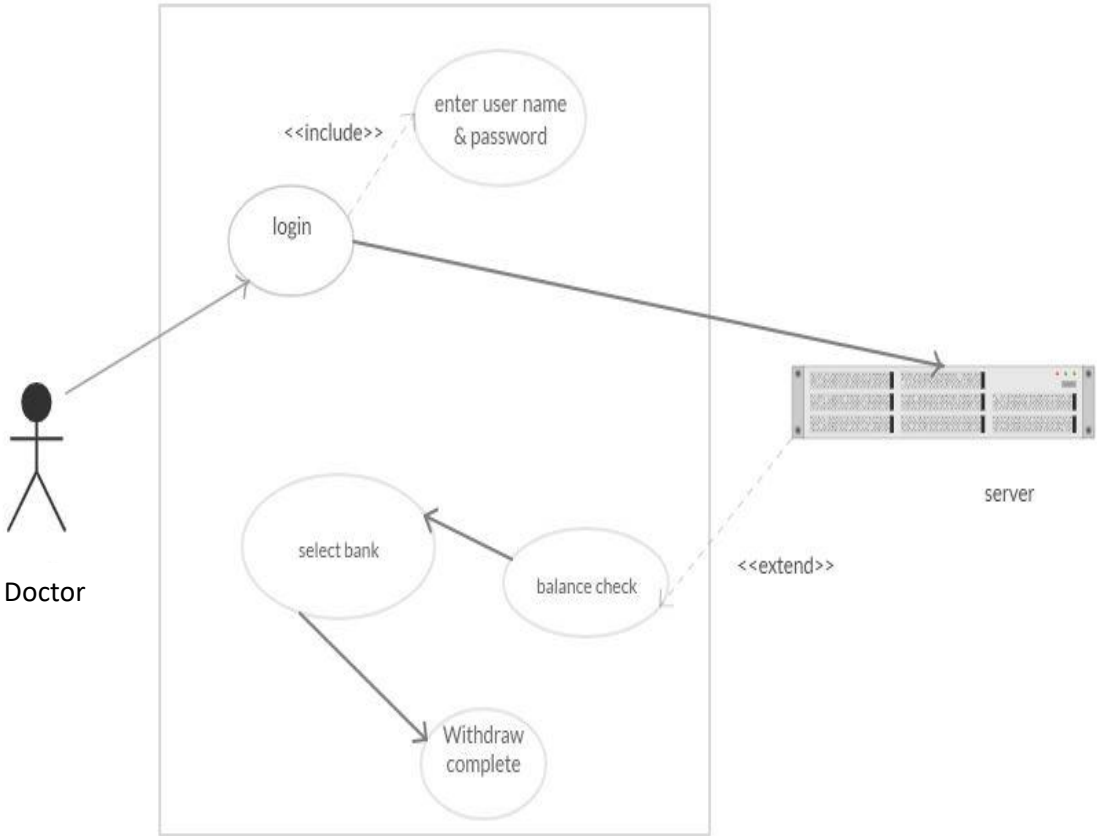 enter user name
& password
<<include>>
login
server
select bank
balance check
<<extend>>
Doctor
Withdraw
complete